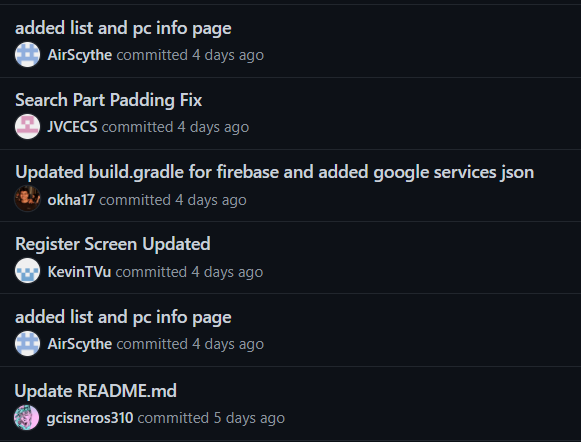 added list and pc info page
AirScythe committed 4 days ago
Search Part Padding Fix
JVCECS committed 4 days ago
Updated build.gradle for firebase and added google services json
okha17 committed 4 days ago
Register Screen Updated
KevinTVu committed 4 days ago
added list and pc info page
AirScythe committed 4 days ago
Update README.md
gcisneros310 committed 5 days ago